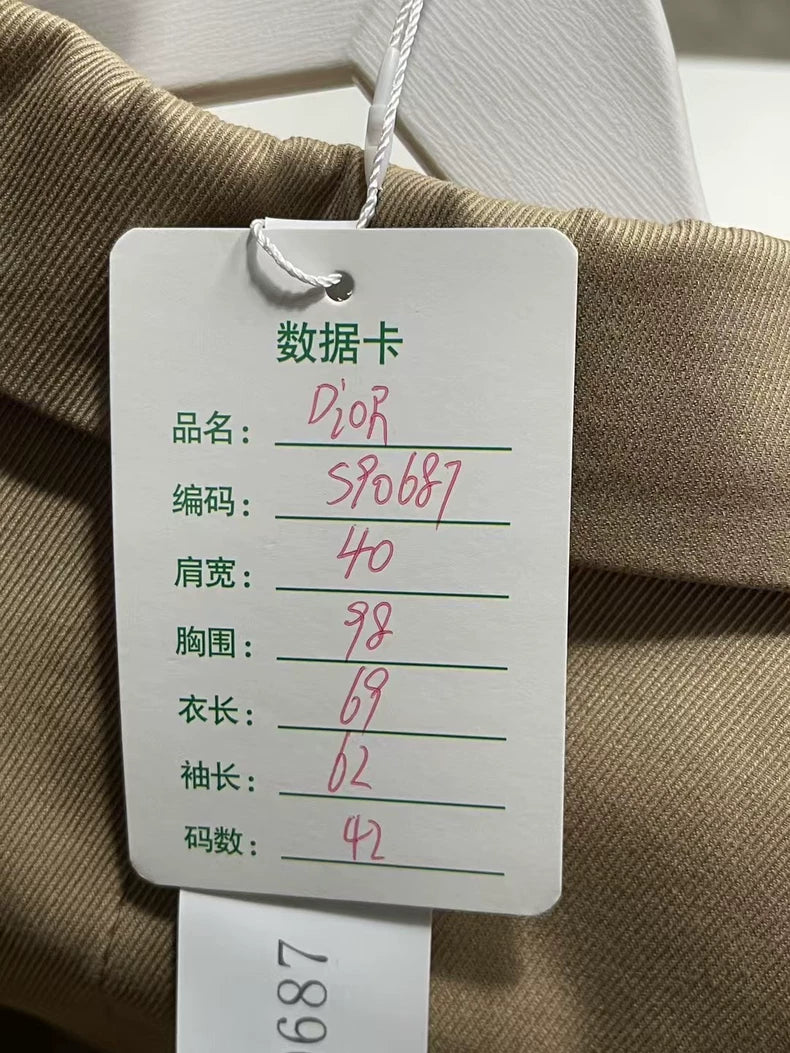 数据卡
品名: DioR
编码: S90687
肩宽: 40
胸围: 98
衣长: 69
袖长: 62
码数: 42
0687